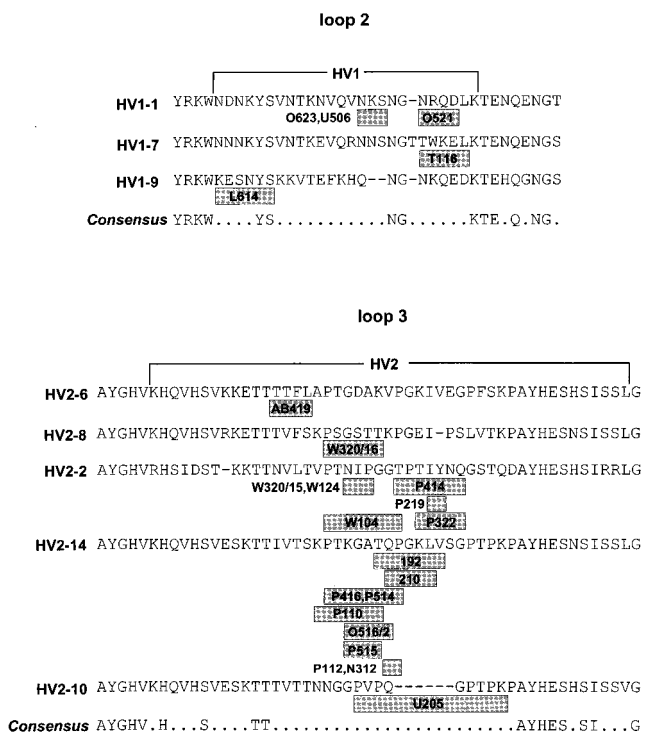 loop 2
HV1
HV1-1 YRKWNDNKYSVNTKNVQVNKSNG-NRQDLKTENQENGT
O623,U506 O521
HV1-7 YRKWNNNKYSVNTKEVQRNNSNGTTWKELKTENQENGT
T116
HV1-9 YRKWKESNYSKKVTEFKHQ--NG-NKQEDKTEHQGNGS
L614
Consensus YRKW....YS...........NG......KTE.Q.NG.
loop 3
HV2
HV2-6 AYGHVKHQVHSVKKETTTTTFLAPTGDAKVPGKIVEGPFSKPAYHESHSISSLG
AB419
HV2-8 AYGHVKHQVHSVRKETTTVFSKPSGSTTKPGEI-PSLVTKPAYHESNSISSLG
W320/16
HV2-2 AYGHVRHSIDST-KKTTNVLTVPTNIPGGTPTIYNQGSTQDAYHESHSIRRLG
W320/15,W124 P414
P219
W104 P322
HV2-14 AYGHVKHQVHSVESKTTIVTSKPTKGATQPGKLVSGPTPKPAYHESNSISSLG
192
210
P416,P514
P110
O516/2
P515
P112,N312
HV2-10 AYGHVKHQVHSVESKTTTVTTNNGGPVPQ------GPTPKPAYHESHSISSVG
U205
Consensus AYGHV.H...S....TT.........................AYHES.SI...G